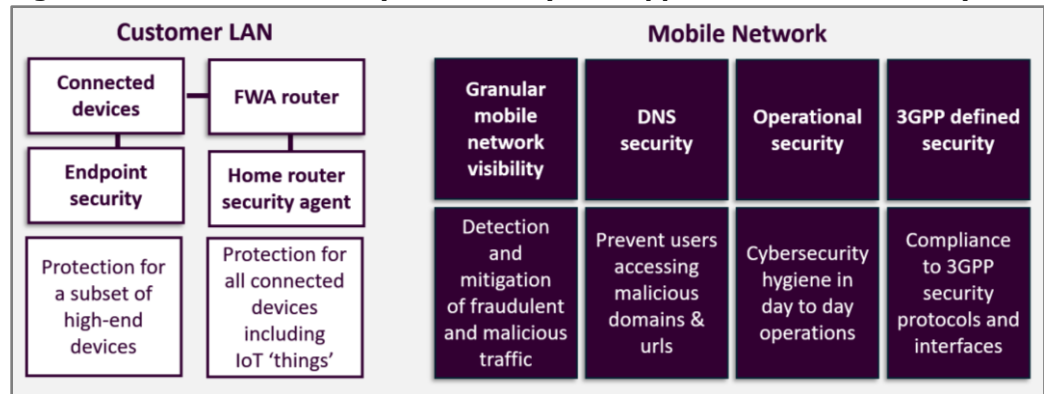 Customer LAN
Connected
devices
FWA router
Endpoint
security
Home router
security agent
Protection for
a subset of
high-end
devices
Protection for
all connected
devices
including
IoT ‘things’
Mobile Network
Granular
mobile
network
visibility
DNS
security
Operational
security
3GPP defined
security
Detection
and
mitigation
of fraudulent
and malicious
traffic
Prevent users
accessing
malicious
domains &
urls
Cybersecurity
hygiene in
day to day
operations
Compliance
to 3GPP
security
protocols and
interfaces